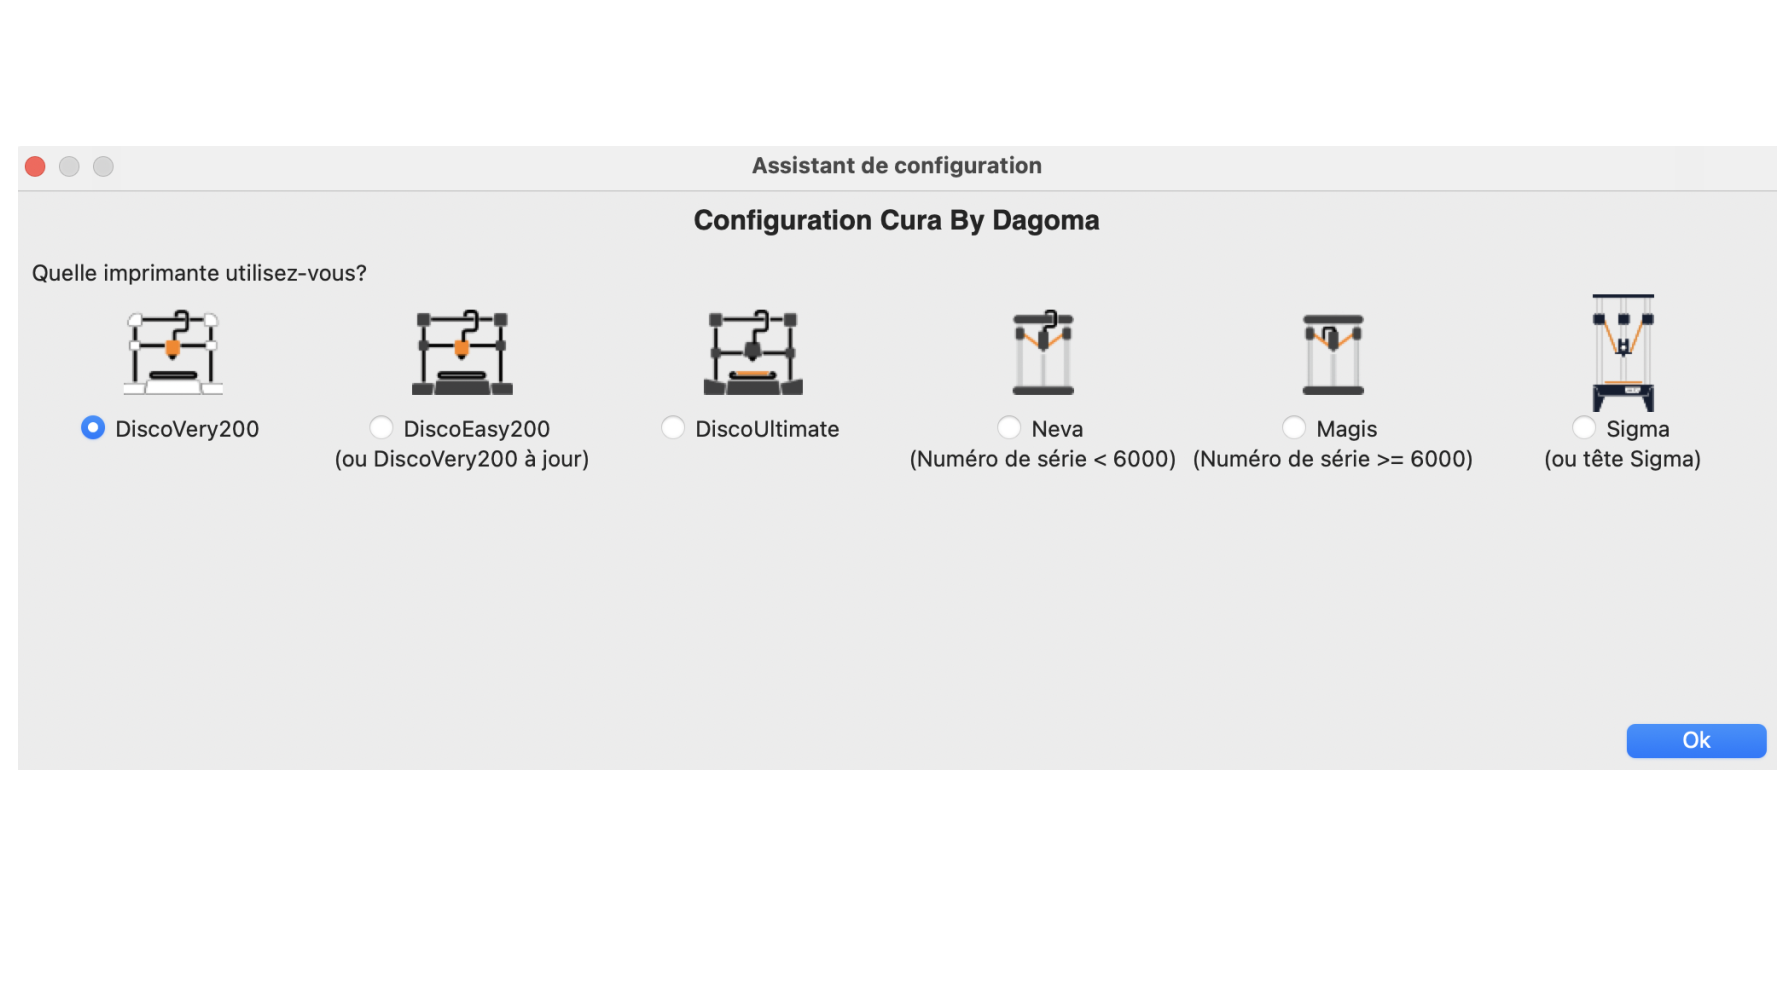 Assistant de configuration
Configuration Cura By Dagoma
Quelle imprimante utilisez-vous?
DiscoVery200
DiscoEasy200
(ou DiscoVery200 à jour)
DiscoUltimate
Neva
(Numéro de série < 6000)
Magis
(Numéro de série >= 6000)
Sigma
(ou tête Sigma)
Ok